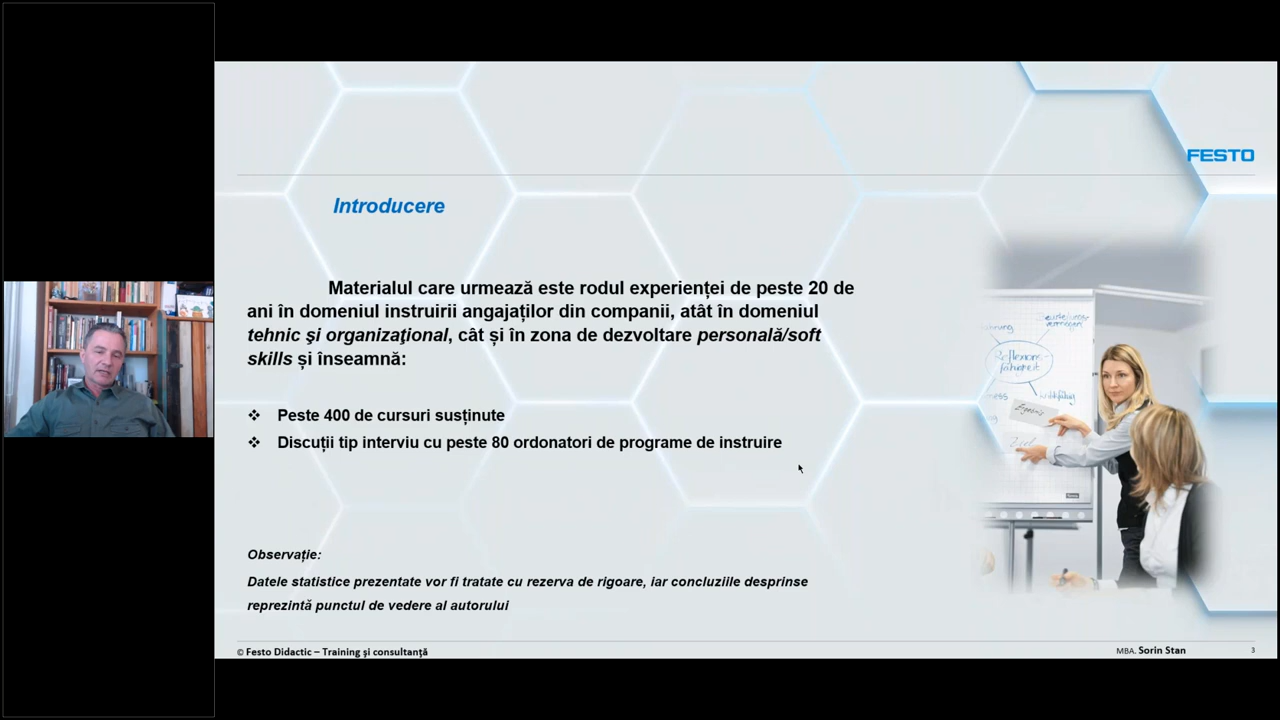 FESTO
Introducere
Materialul care urmează este rodul experienței de peste 20 de
ani în domeniul instruirii angajaților din companii, atât în domeniul
tehnic şi organizaţional, cât și în zona de dezvoltare personală/soft
skills și înseamnă:
❖ Peste 400 de cursuri susținute
❖ Discuții tip interviu cu peste 80 ordonatori de programe de instruire
Reflexions-
fähigkeit
Ergebnis
Ziel
Observație:
Datele statistice prezentate vor fi tratate cu rezerva de rigoare, iar concluziile desprinse
reprezintă punctul de vedere al autorului
© Festo Didactic – Training şi consultanţă
MBA. Sorin Stan
3